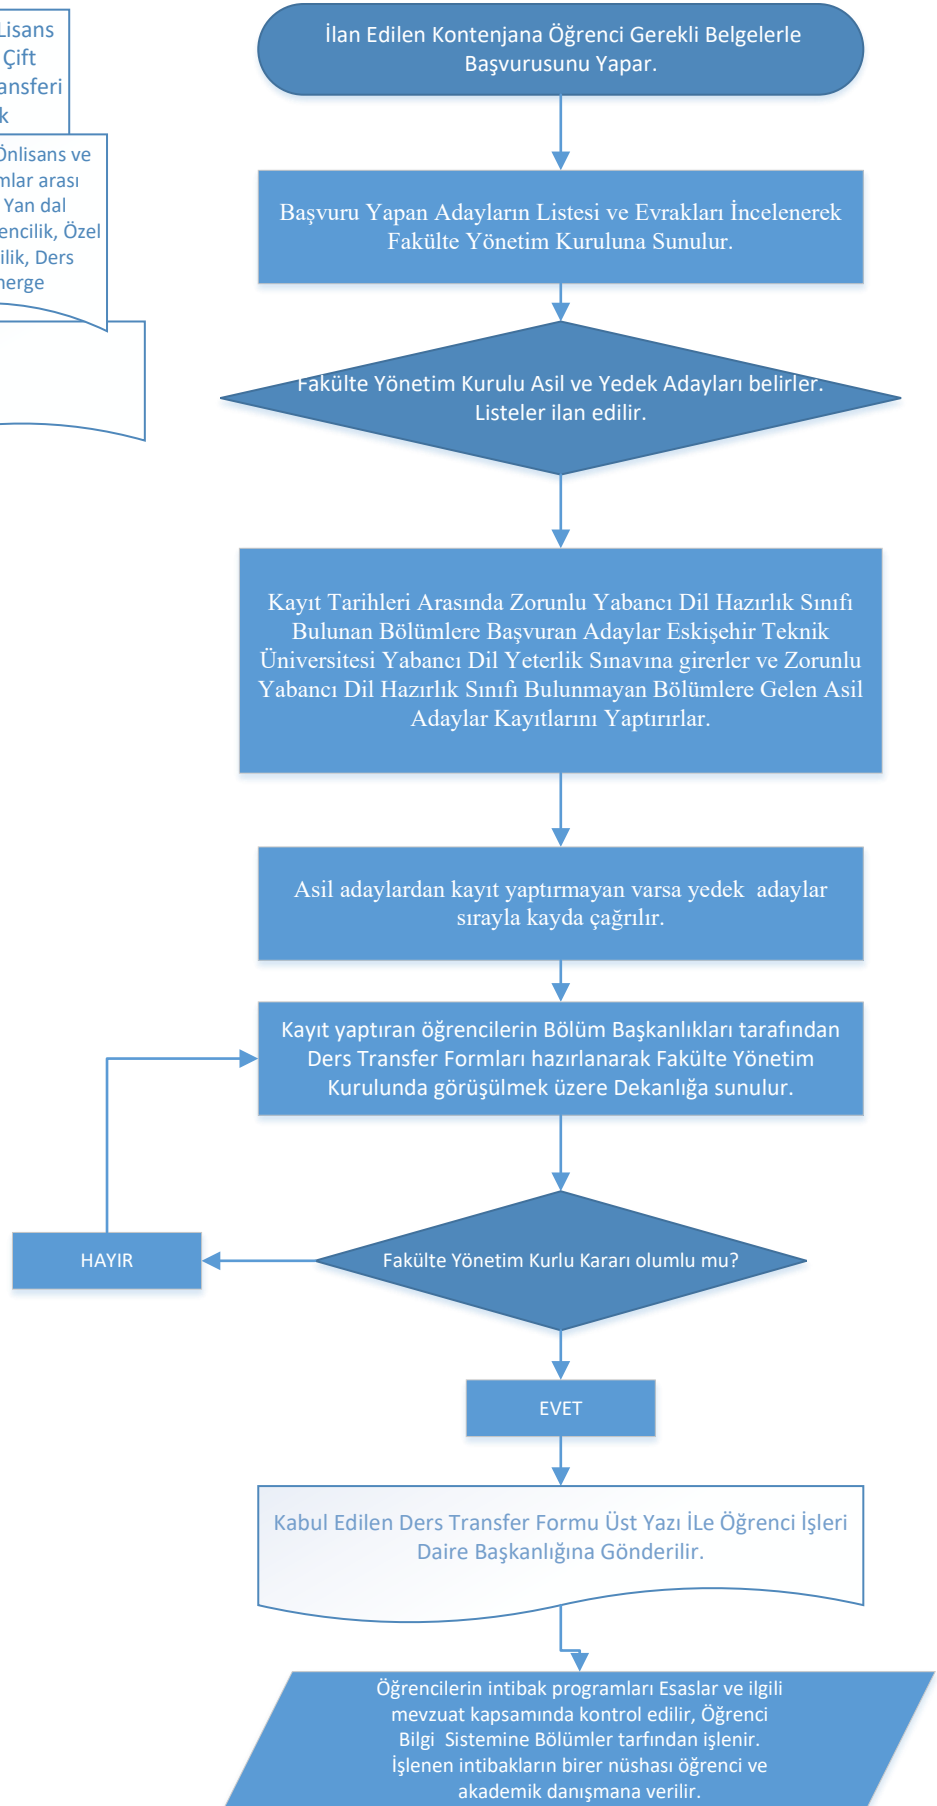 Lisans
Çift
k
Önlisans ve
arası
Yan dal
Özel
Ders
İlan Edilen Kontenjana Öğrenci Gerekli Belgelerle
Başvurusunu Yapar.
Başvuru Yapan Adayların Listesi ve Evrakları İncelenerek
Fakülte Yönetim Kuruluna Sunulur.
Fakülte Yönetim Kurulu Asil ve Yedek Adayları belirler.
Listeler ilan edilir.
Kayıt Tarihleri Arasında Zorunlu Yabancı Dil Hazırlık Sınıfı
Bulunan Bölümlere Başvuran Adaylar Eskişehir Teknik
Üniversitesi Yabancı Dil Yeterlik Sınavına girerler ve Zorunlu
Yabancı Dil Hazırlık Sınıfı Bulunmayan Bölümlere Gelen Asil
Adaylar Kayıtlarını Yaptırırlar.
Asil adaylardan kayıt yaptırmayan varsa yedek  adaylar
sırayla kayda çağrılır.
Kayıt yaptıran öğrencilerin Bölüm Başkanlıkları tarafından
Ders Transfer Formları hazırlanarak Fakülte Yönetim
Kurulunda görüşülmek üzere Dekanlığa sunulur.
HAYIR
Fakülte Yönetim Kurlu Kararı olumlu mu?
EVET
Kabul Edilen Ders Transfer Formu Üst Yazı İLe Öğrenci İşleri
Daire Başkanlığına Gönderilir.
Öğrencilerin intibak programları Esaslar ve ilgili
mevzuat kapsamında kontrol edilir, Öğrenci
Bilgi  Sistemine Bölümler tarfından işlenir.
İşlenen intibakların birer nüshası öğrenci ve
akademik danışmana verilir.